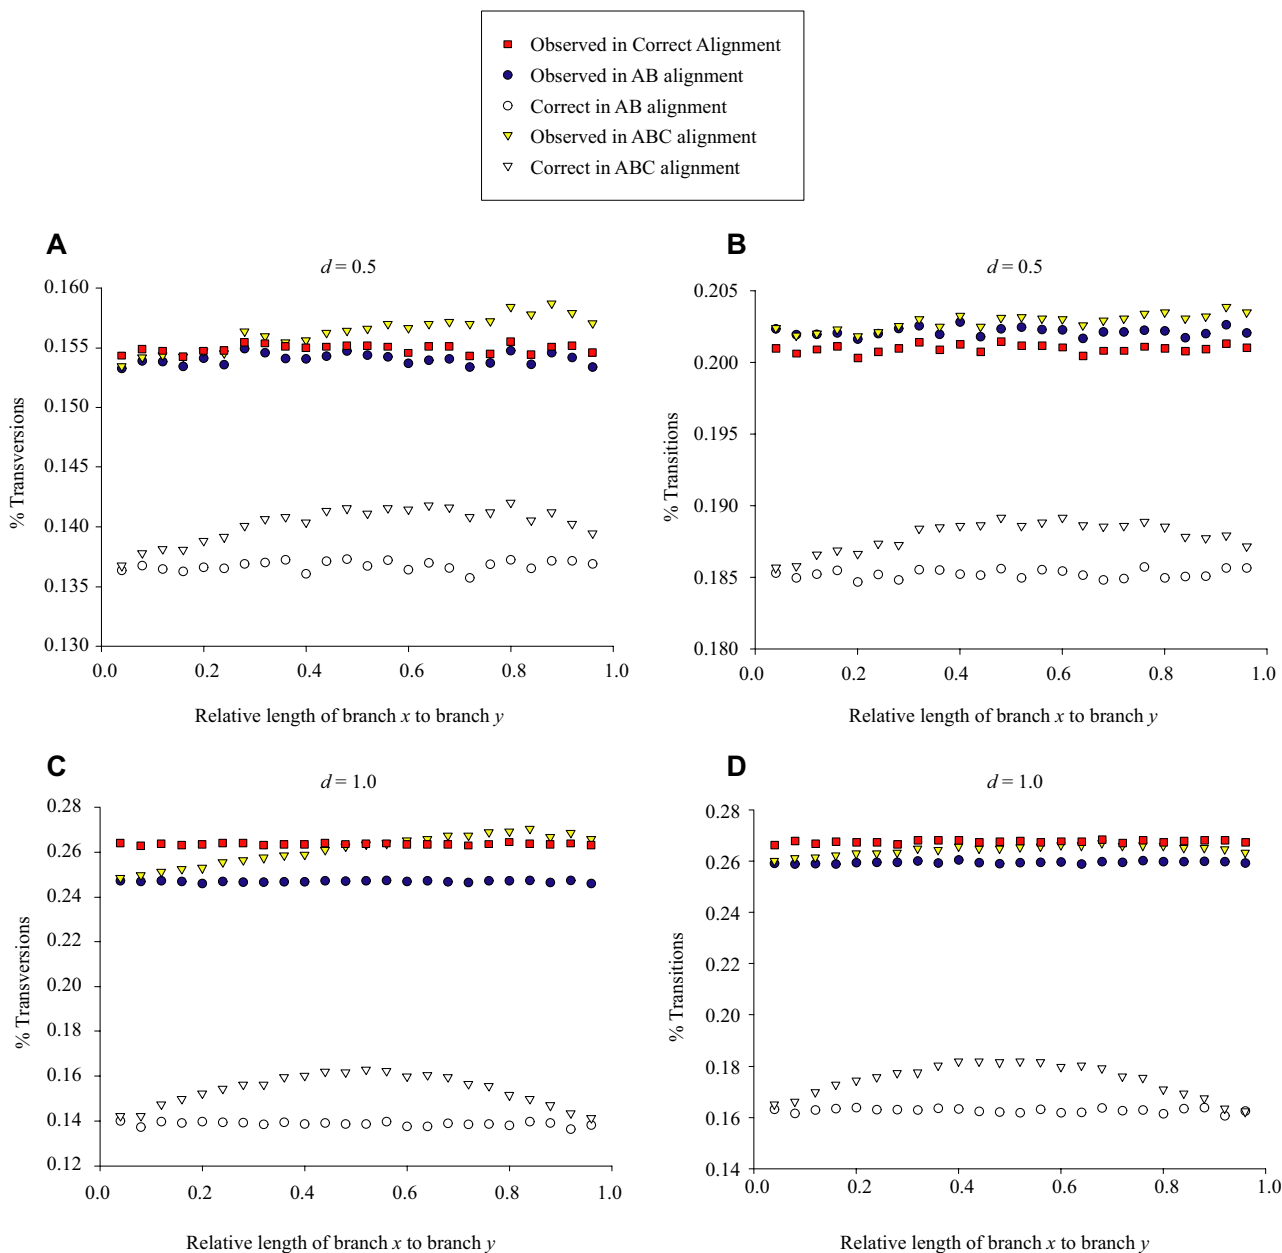 Observed in Correct Alignment
Observed in AB alignment
Correct in AB alignment
Observed in ABC alignment
Correct in ABC alignment
A
d = 0.5
0.160
0.155
0.150
0.145
0.140
0.135
0.130
% Transversions
0.0 0.2 0.4 0.6 0.8 1.0
Relative length of branch x to branch y
B
d = 0.5
0.205
0.200
0.195
0.190
0.185
0.180
% Transitions
0.0 0.2 0.4 0.6 0.8 1.0
Relative length of branch x to branch y
C
d = 1.0
0.28
0.26
0.24
0.22
0.20
0.18
0.16
0.14
0.12
% Transversions
0.0 0.2 0.4 0.6 0.8 1.0
Relative length of branch x to branch y
D
d = 1.0
0.28
0.26
0.24
0.22
0.20
0.18
0.16
0.14
% Transitions
0.0 0.2 0.4 0.6 0.8 1.0
Relative length of branch x to branch y